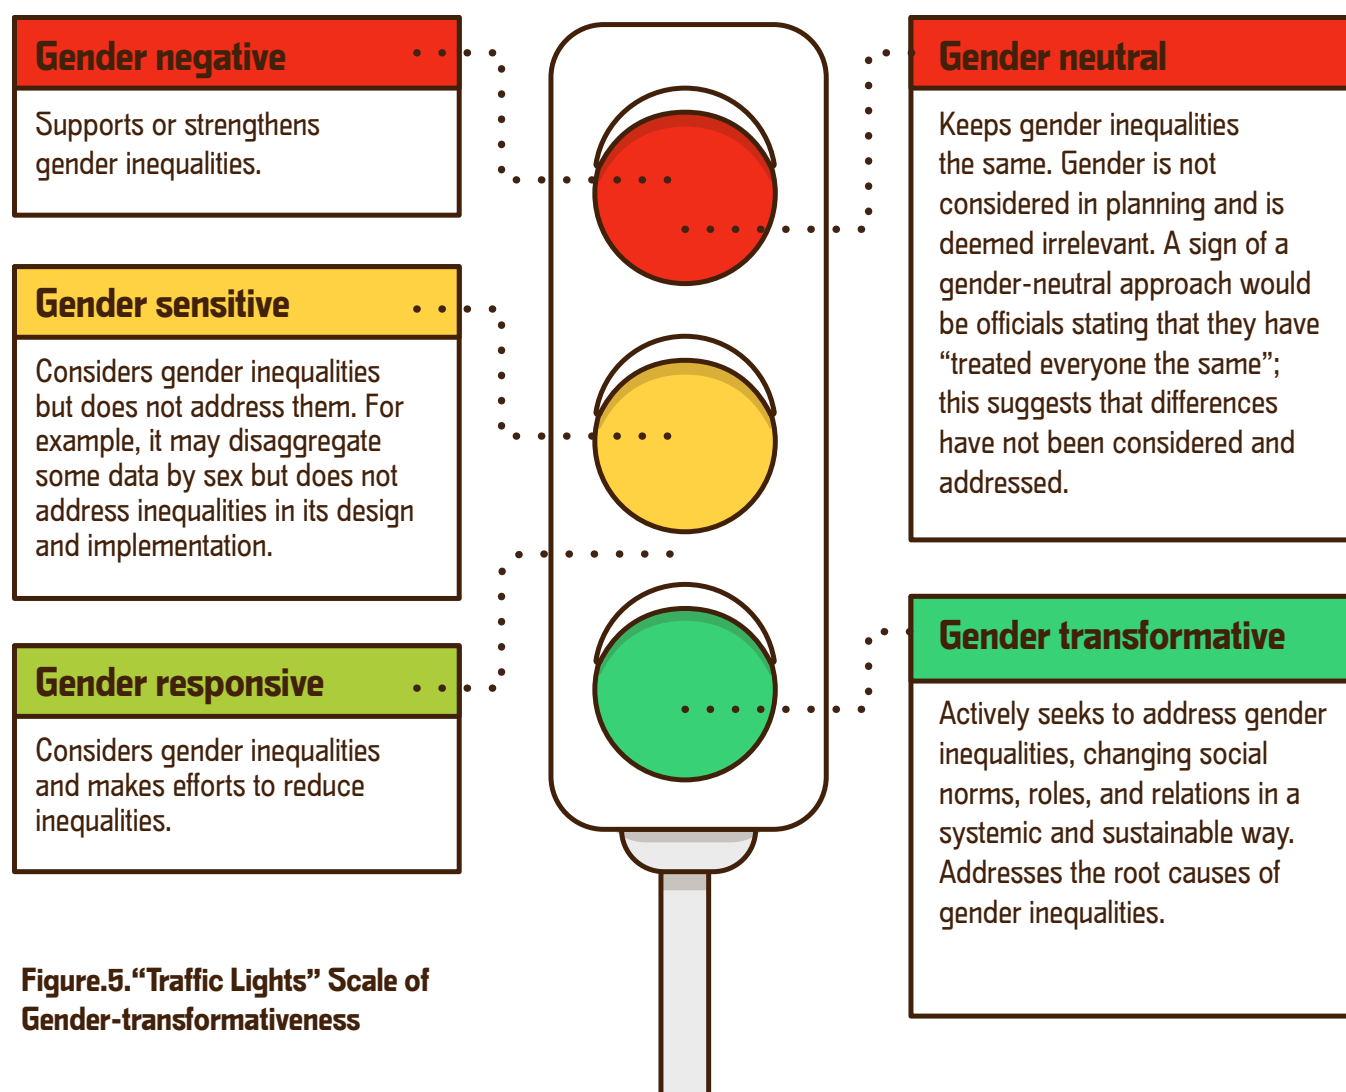 Gender negative
Supports or strengthens
gender inequalities.
Gender sensitive
Considers gender inequalities
but does not address them. For
example, it may disaggregate
some data by sex but does not
address inequalities in its design
and implementation.
Gender responsive
Considers gender inequalities
and makes efforts to reduce
inequalities.
Gender neutral
Keeps gender inequalities
the same. Gender is not
considered in planning and is
deemed irrelevant. A sign of a
gender-neutral approach would
be officials stating that they have
“treated everyone the same”;
this suggests that differences
have not been considered and
addressed.
Gender transformative
Actively seeks to address gender
inequalities, changing social
norms, roles, and relations in a
systemic and sustainable way.
Addresses the root causes of
gender inequalities.
Figure.5.“Traffic Lights” Scale of
Gender-transformativeness